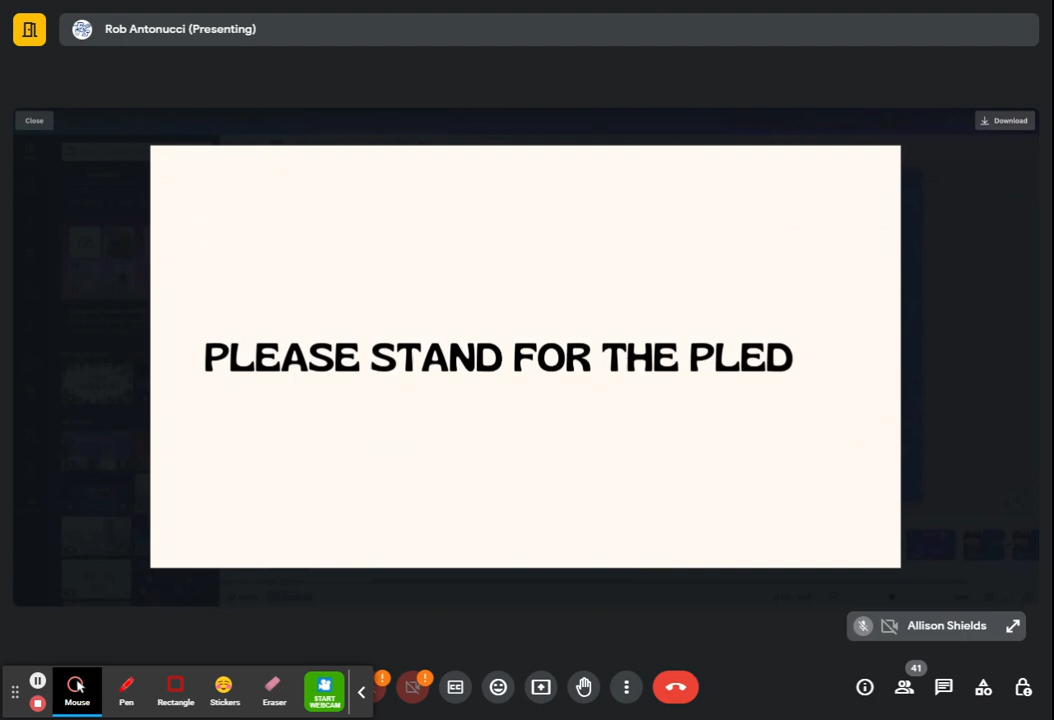 Rob Antonucci (Presenting)
Close
Download
PLEASE STAND FOR THE PLED
Allison Shields
41
Mouse
Pen
Rectangle
Stickers
Eraser
START
WEBCAM
CC